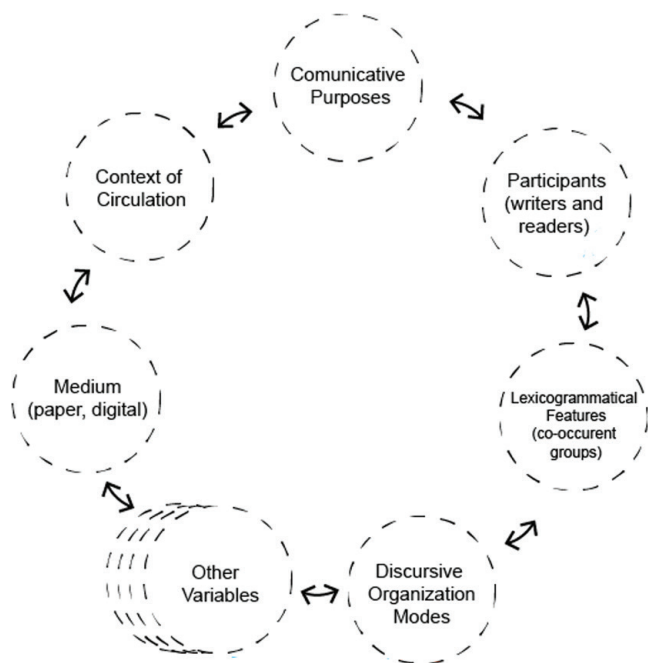 Comunicative
Purposes
Participants
(writers and
readers)
Lexicogrammatical
Features
(co-occurent
groups)
Discursive
Organization
Modes
Other
Variables
Medium
(paper, digital)
Context of
Circulation